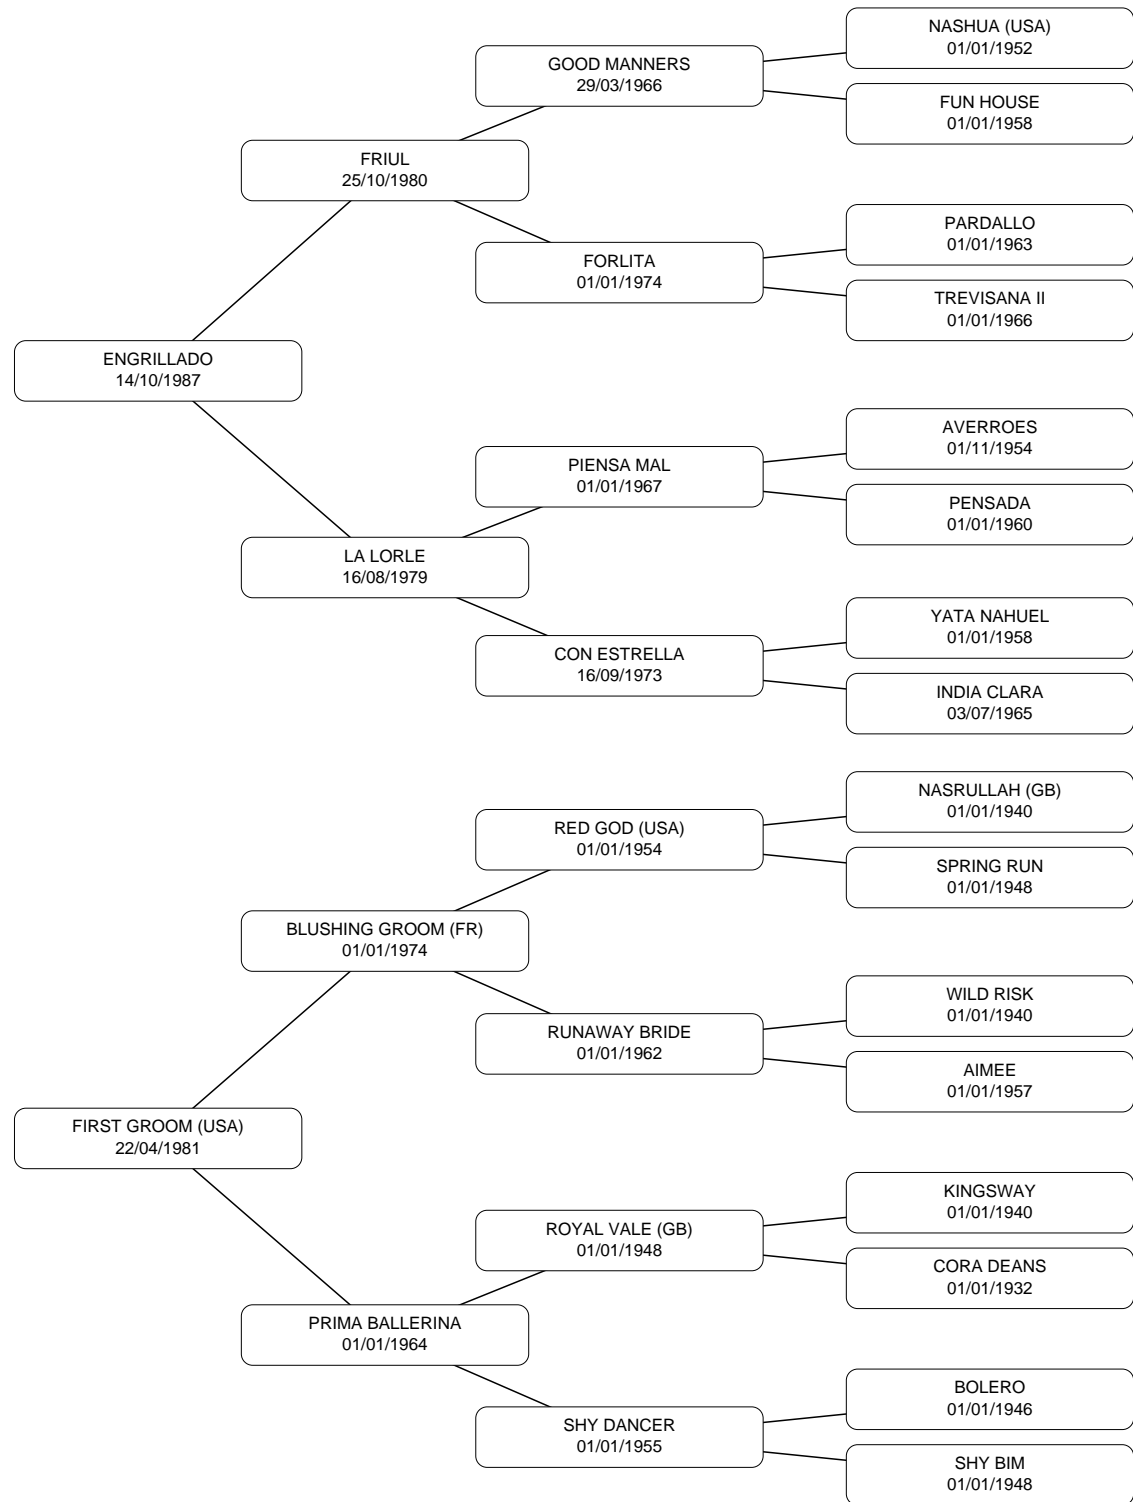 NASHUA (USA)
01/01/1952
GOOD MANNERS
29/03/1966
FUN HOUSE
01/01/1958
FRIUL
25/10/1980
PARDALLO
01/01/1963
FORLITA
01/01/1974
TREVISANA II
01/01/1966
ENGRILLADO
14/10/1987
AVERROES
01/11/1954
PIENSA MAL
01/01/1967
PENSADA
01/01/1960
LA LORLE
16/08/1979
YATA NAHUEL
01/01/1958
CON ESTRELLA
16/09/1973
INDIA CLARA
03/07/1965
NASRULLAH (GB)
01/01/1940
RED GOD (USA)
01/01/1954
SPRING RUN
01/01/1948
BLUSHING GROOM (FR)
01/01/1974
WILD RISK
01/01/1940
RUNAWAY BRIDE
01/01/1962
AIMEE
01/01/1957
FIRST GROOM (USA)
22/04/1981
KINGSWAY
01/01/1940
ROYAL VALE (GB)
01/01/1948
CORA DEANS
01/01/1932
PRIMA BALLERINA
01/01/1964
BOLERO
01/01/1946
SHY DANCER
01/01/1955
SHY BIM
01/01/1948